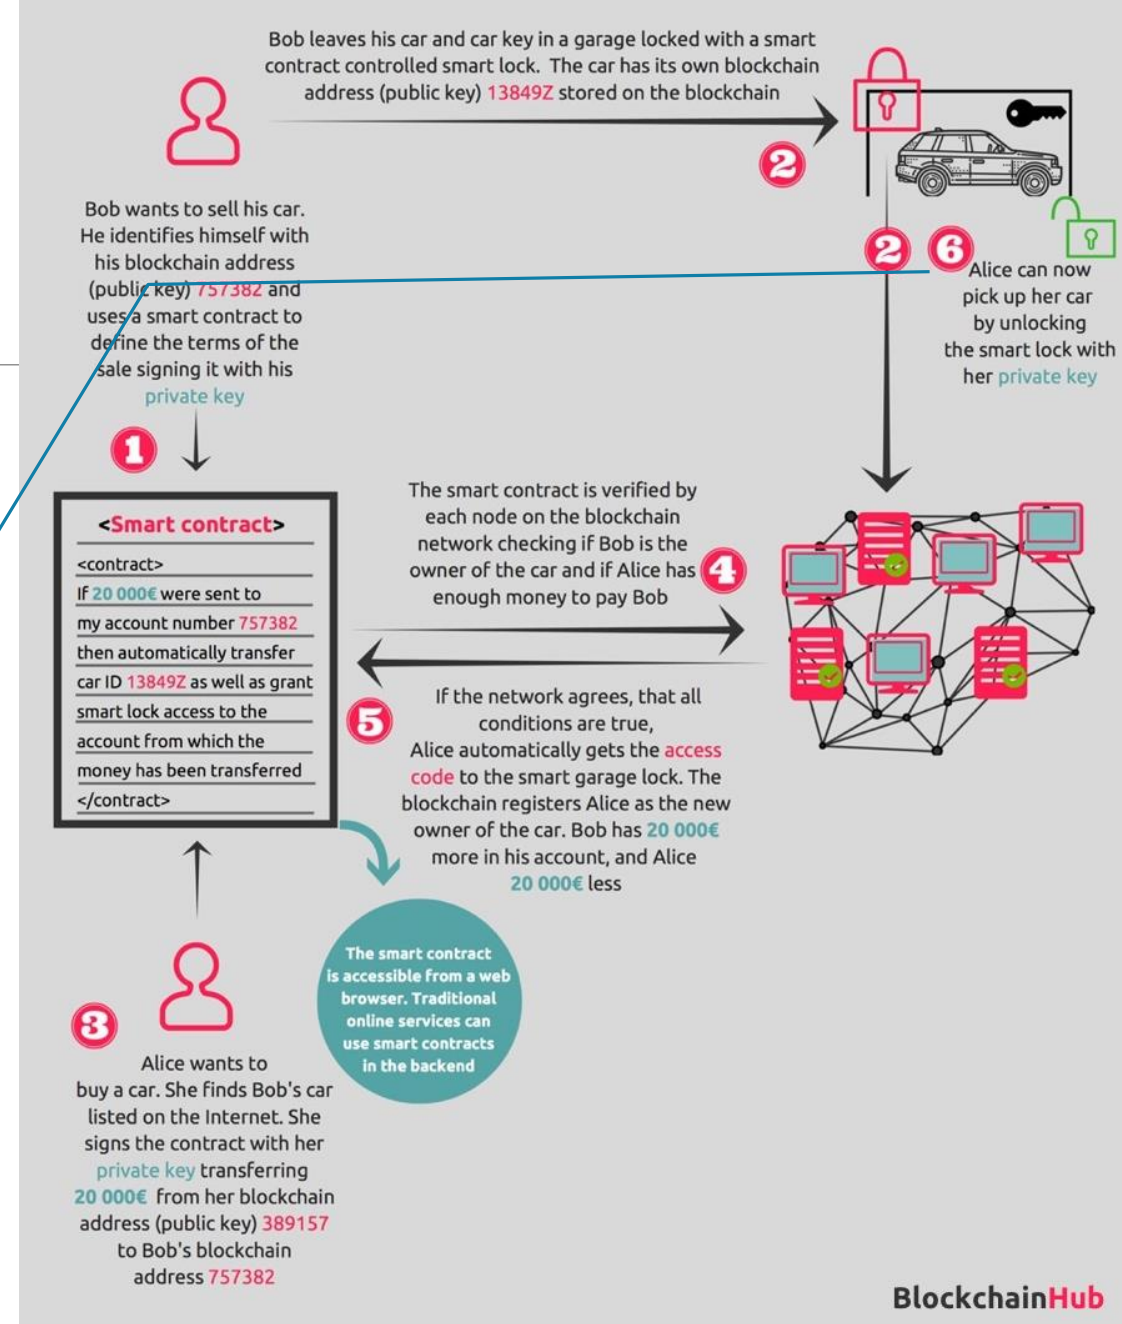 Bob leaves his car and car key in a garage locked with a smart
contract controlled smart lock. The car has its own blockchain
address (public key) 13849Z stored on the blockchain
2
Bob wants to sell his car.
He identifies himself with
his blockchain address
(public key) 757382 and
uses a smart contract to
define the terms of the
sale signing it with his
private key
1
2
6
Alice can now
pick up her car
by unlocking
the smart lock with
her private key
<Smart contract>
<contract>
If 20 000€ were sent to
my account number 757382
then automatically transfer
car ID 13849Z as well as grant
smart lock access to the
account from which the
money has been transferred
</contract>
The smart contract is verified by
each node on the blockchain
network checking if Bob is the
owner of the car and if Alice has
enough money to pay Bob
4
5
If the network agrees, that all
conditions are true,
Alice automatically gets the access
code to the smart garage lock. The
blockchain registers Alice as the new
owner of the car. Bob has 20 000€
more in his account, and Alice
20 000€ less
The smart contract
is accessible from a web
browser. Traditional
online services can
use smart contracts
in the backend
3
Alice wants to
buy a car. She finds Bob's car
listed on the Internet. She
signs the contract with her
private key transferring
20 000€ from her blockchain
address (public key) 389157
to Bob's blockchain
address 757382
BlockchainHub